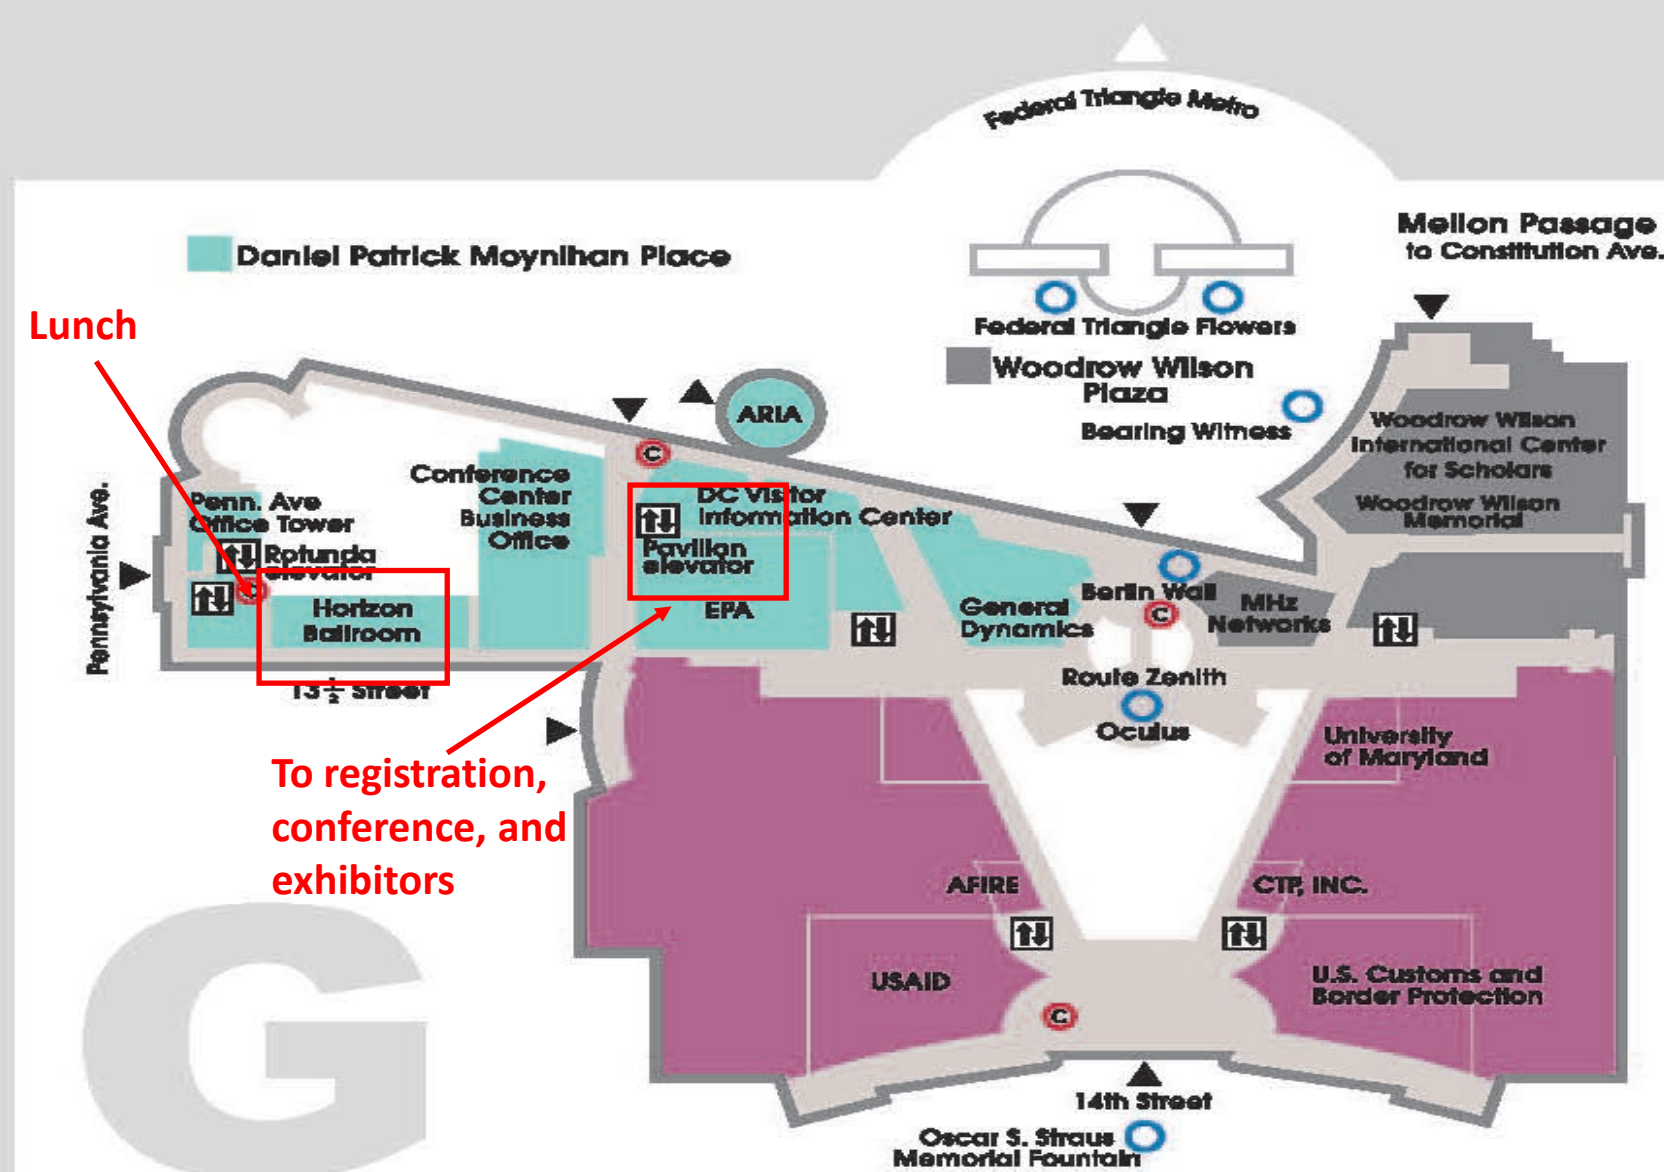 Federal Triangle Metro
Mellon Passage
to Constitution Ave.
Daniel Patrick Moynihan Place
Federal Triangle Flowers
Woodrow Wilson
Plaza
Bearing Witness
Lunch
ARIA
C
Woodrow Wilson
International Center
for Scholars
Woodrow Wilson
Memorial
Conference
Center
Business
Office
DC Visitor
Information Center
Pavilion
elevator
EPA
Pennsylvania Ave.
Penn. Ave
Office Tower
Rotunda
elevator
C
Horizon
Ballroom
13 ½ Street
General
Dynamics
Berlin Wall
C
MHz
Networks
Route Zenith
Oculus
University
of Maryland
To registration,
conference, and
exhibitors
AFIRE
CTP, INC.
USAID
U.S. Customs and
Border Protection
C
G
14th Street
Oscar S. Straus
Memorial Fountain